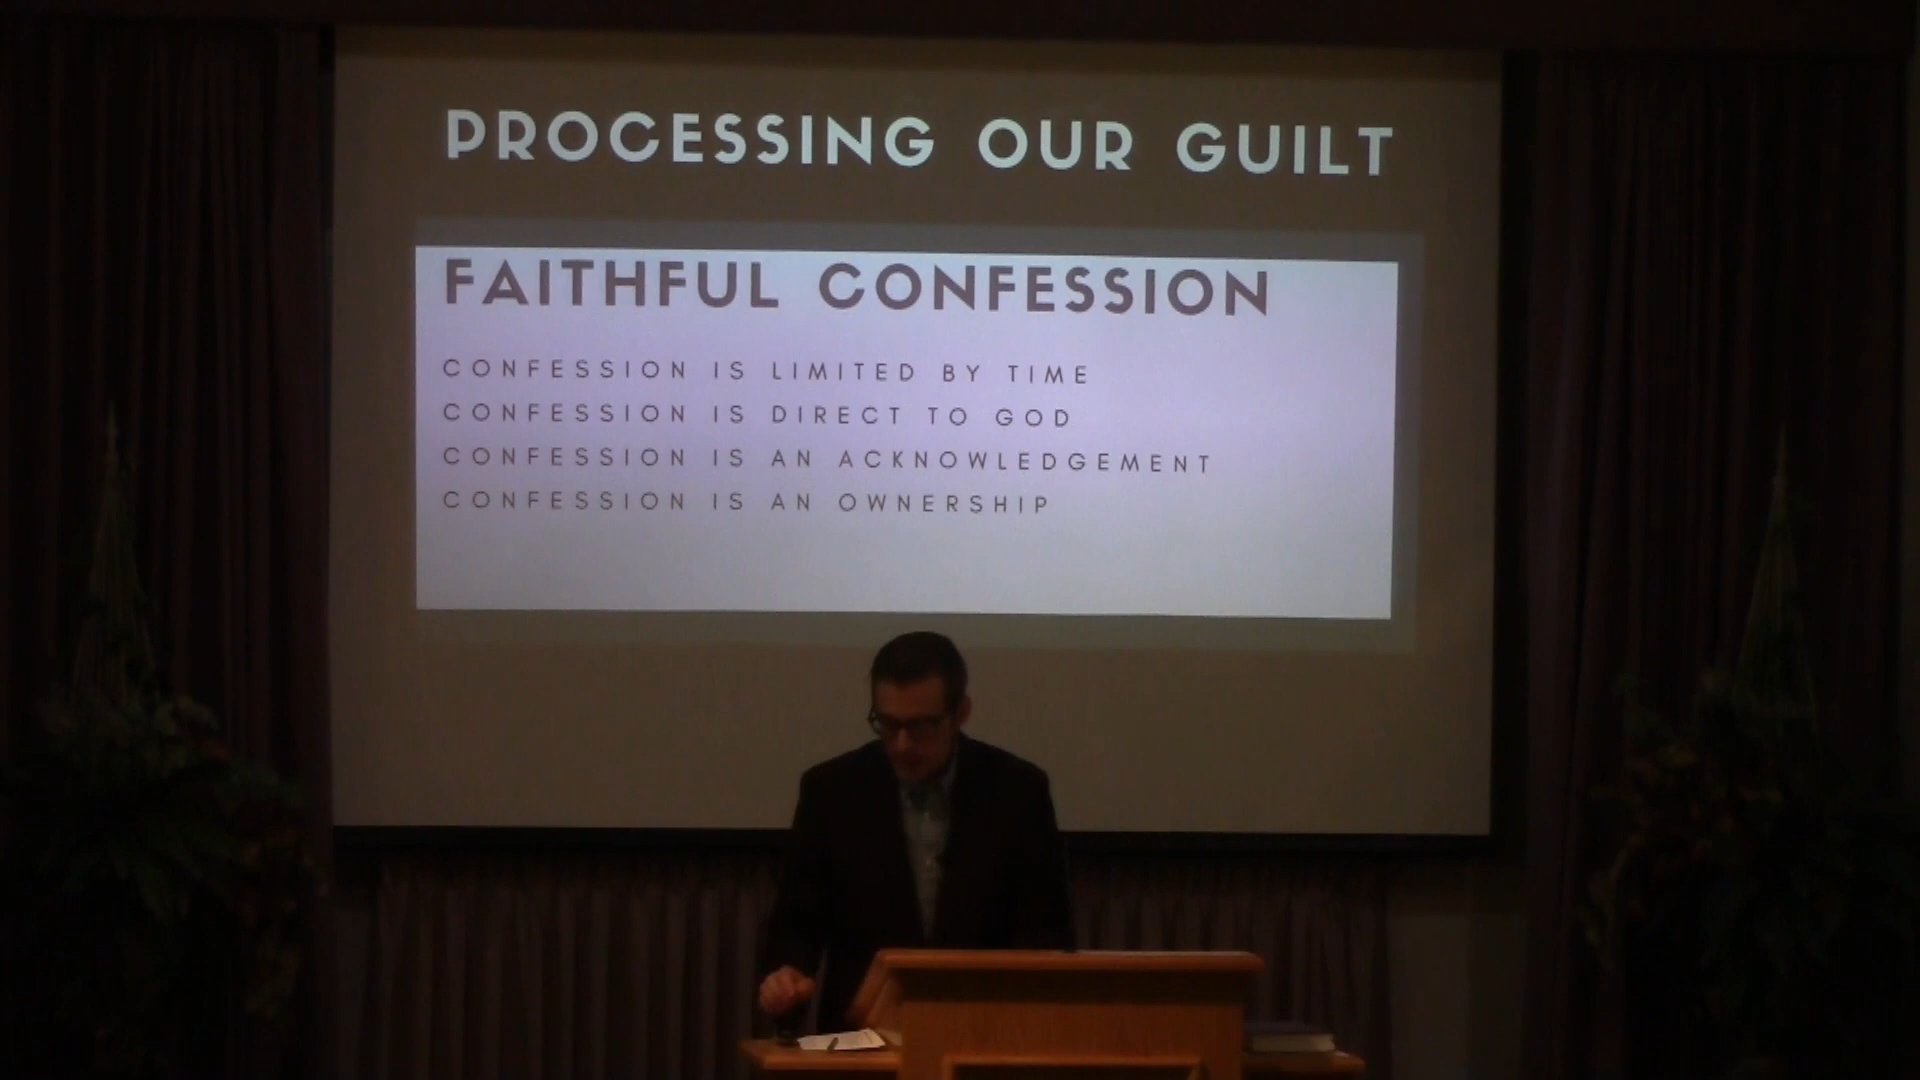 PROCESSING OUR GUILT
FAITHFUL CONFESSION
CONFESSION IS LIMITED BY TIME
CONFESSION IS DIRECT TO GOD
CONFESSION IS AN ACKNOWLEDGEMENT
CONFESSION IS AN OWNERSHIP